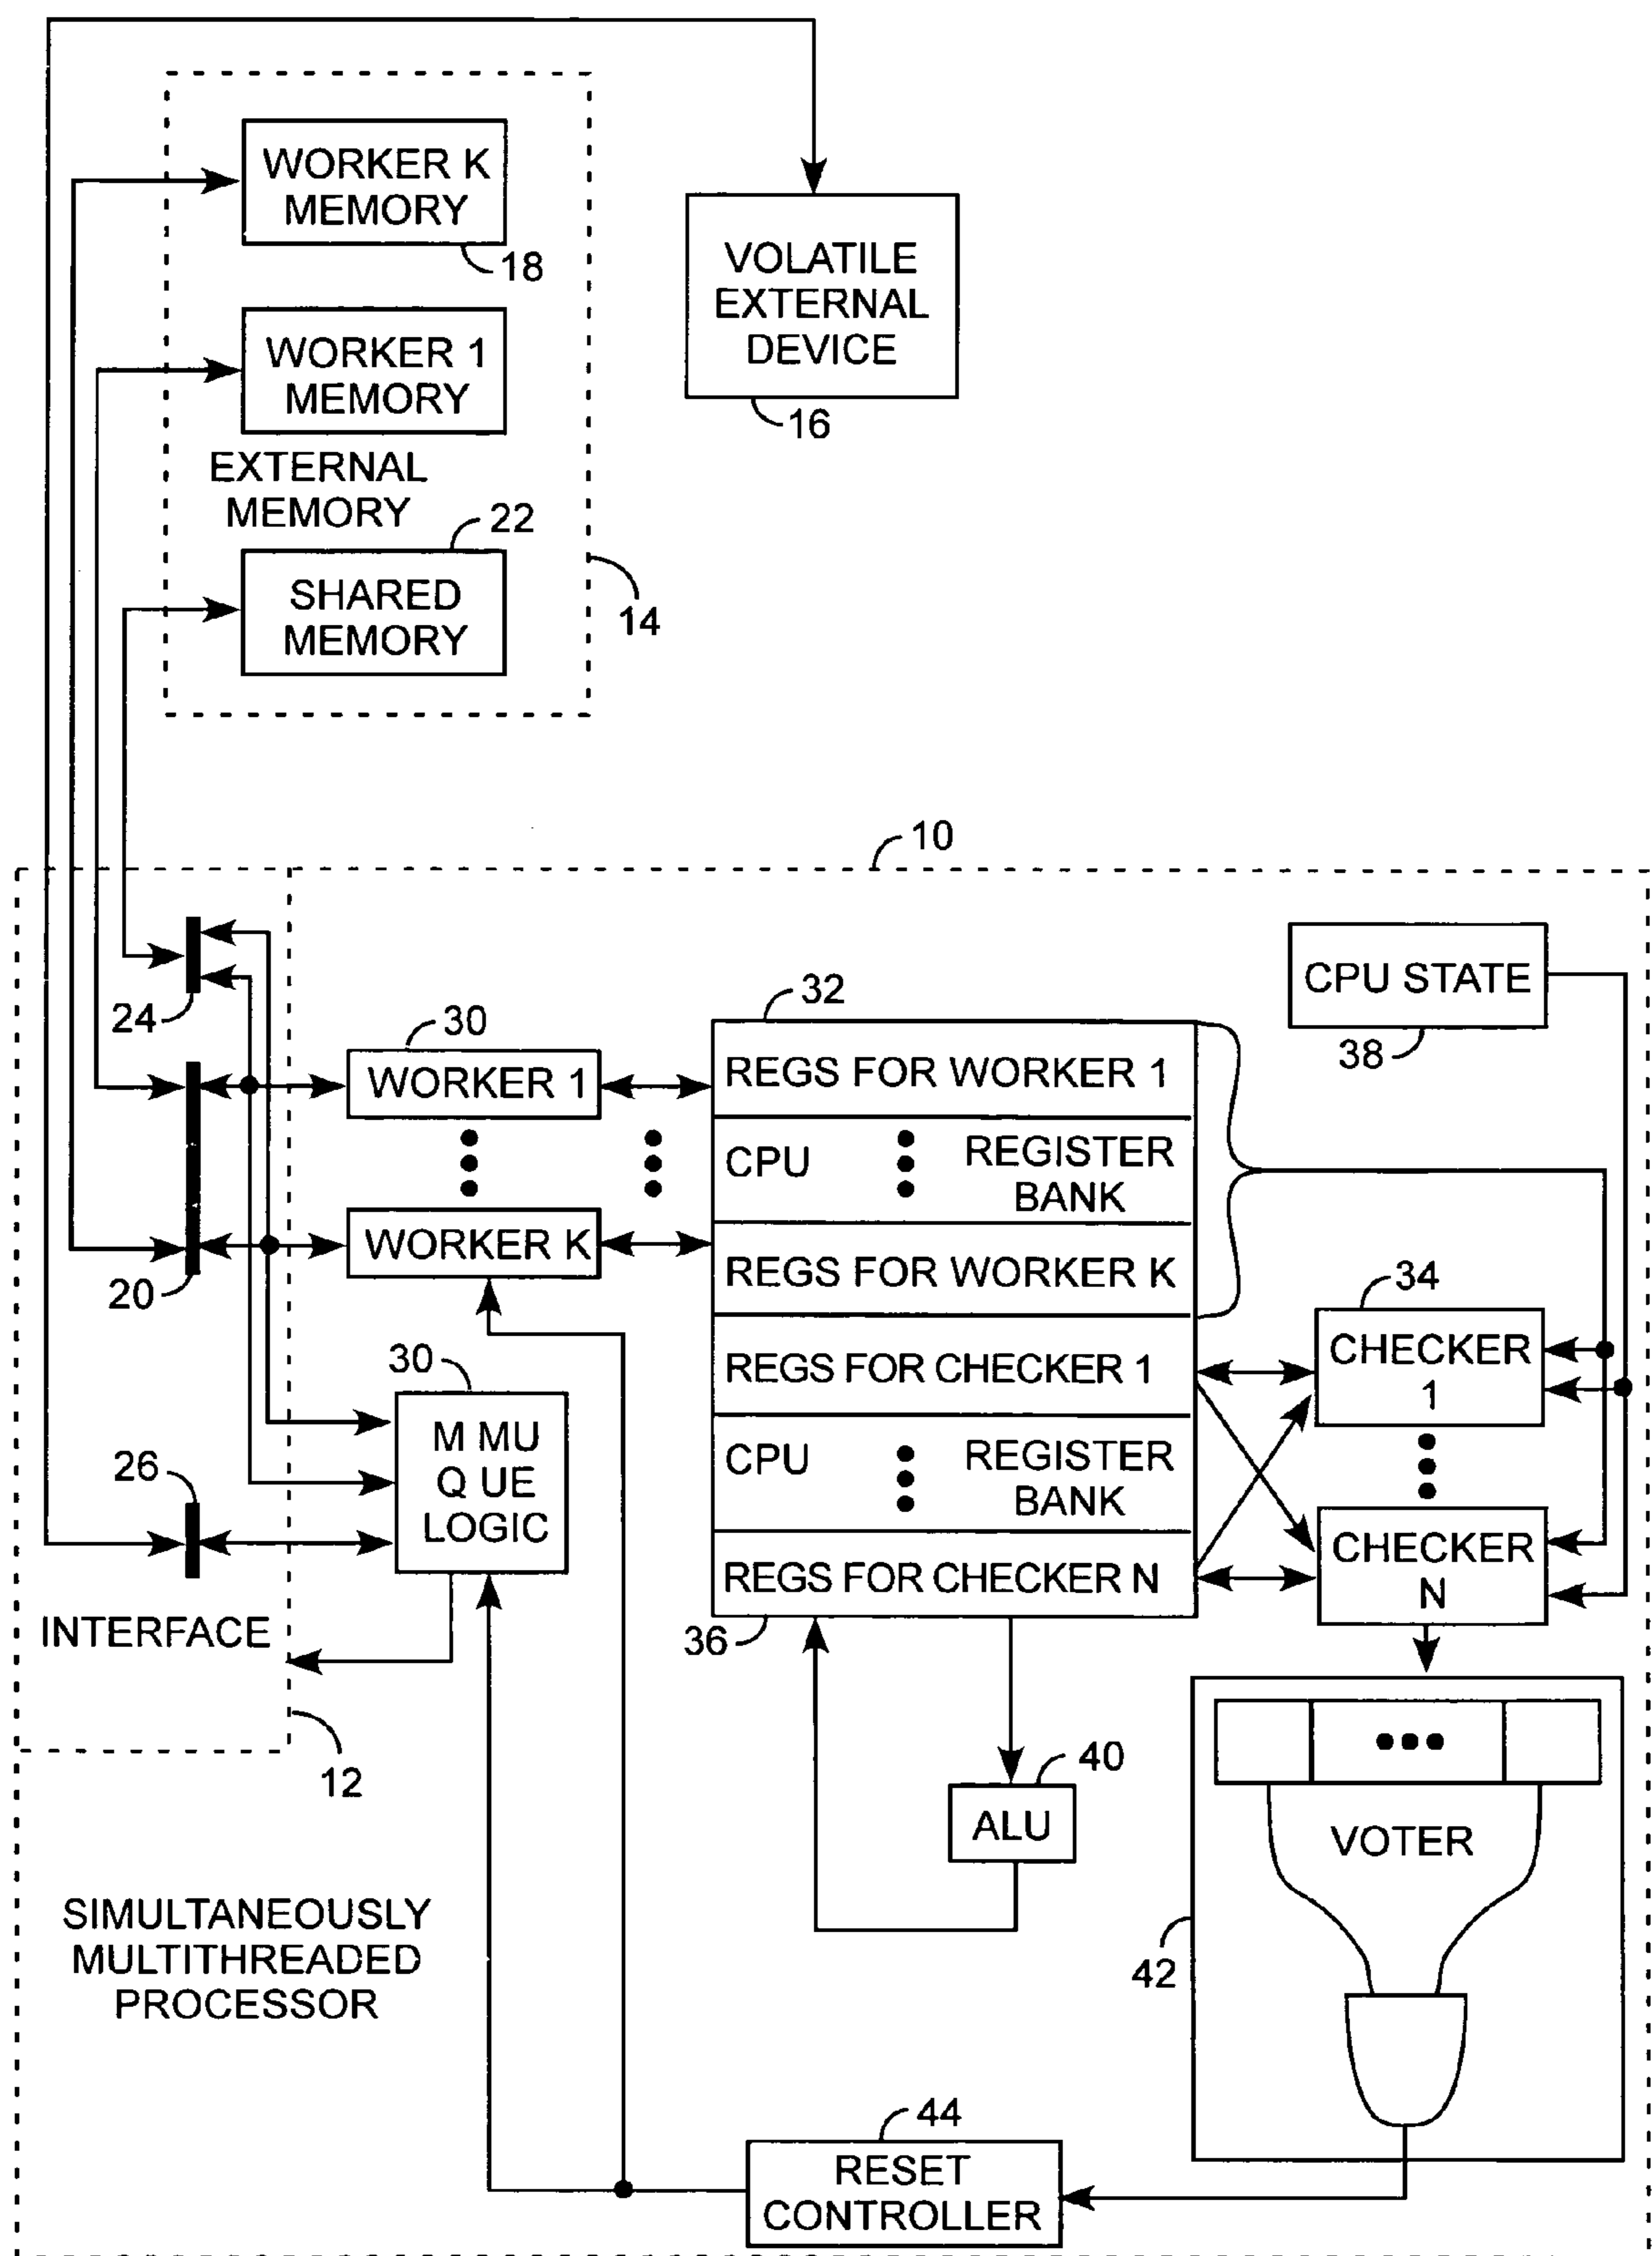 WORKER K
MEMORY
18
VOLATILE
EXTERNAL
DEVICE
16
WORKER 1
MEMORY
EXTERNAL
MEMORY
22
SHARED
MEMORY
14
10
24
30
WORKER 1
32
REGS FOR WORKER 1
CPU STATE
38
CPU REGISTER
BANK
WORKER K
REGS FOR WORKER K
20
34
CHECKER
1
REGS FOR CHECKER 1
30
M MU
Q UE
LOGIC
26
CPU REGISTER
BANK
CHECKER
N
REGS FOR CHECKER N
36
INTERFACE
12
40
ALU
VOTER
42
SIMULTANEOUSLY
MULTITHREADED
PROCESSOR
44
RESET
CONTROLLER